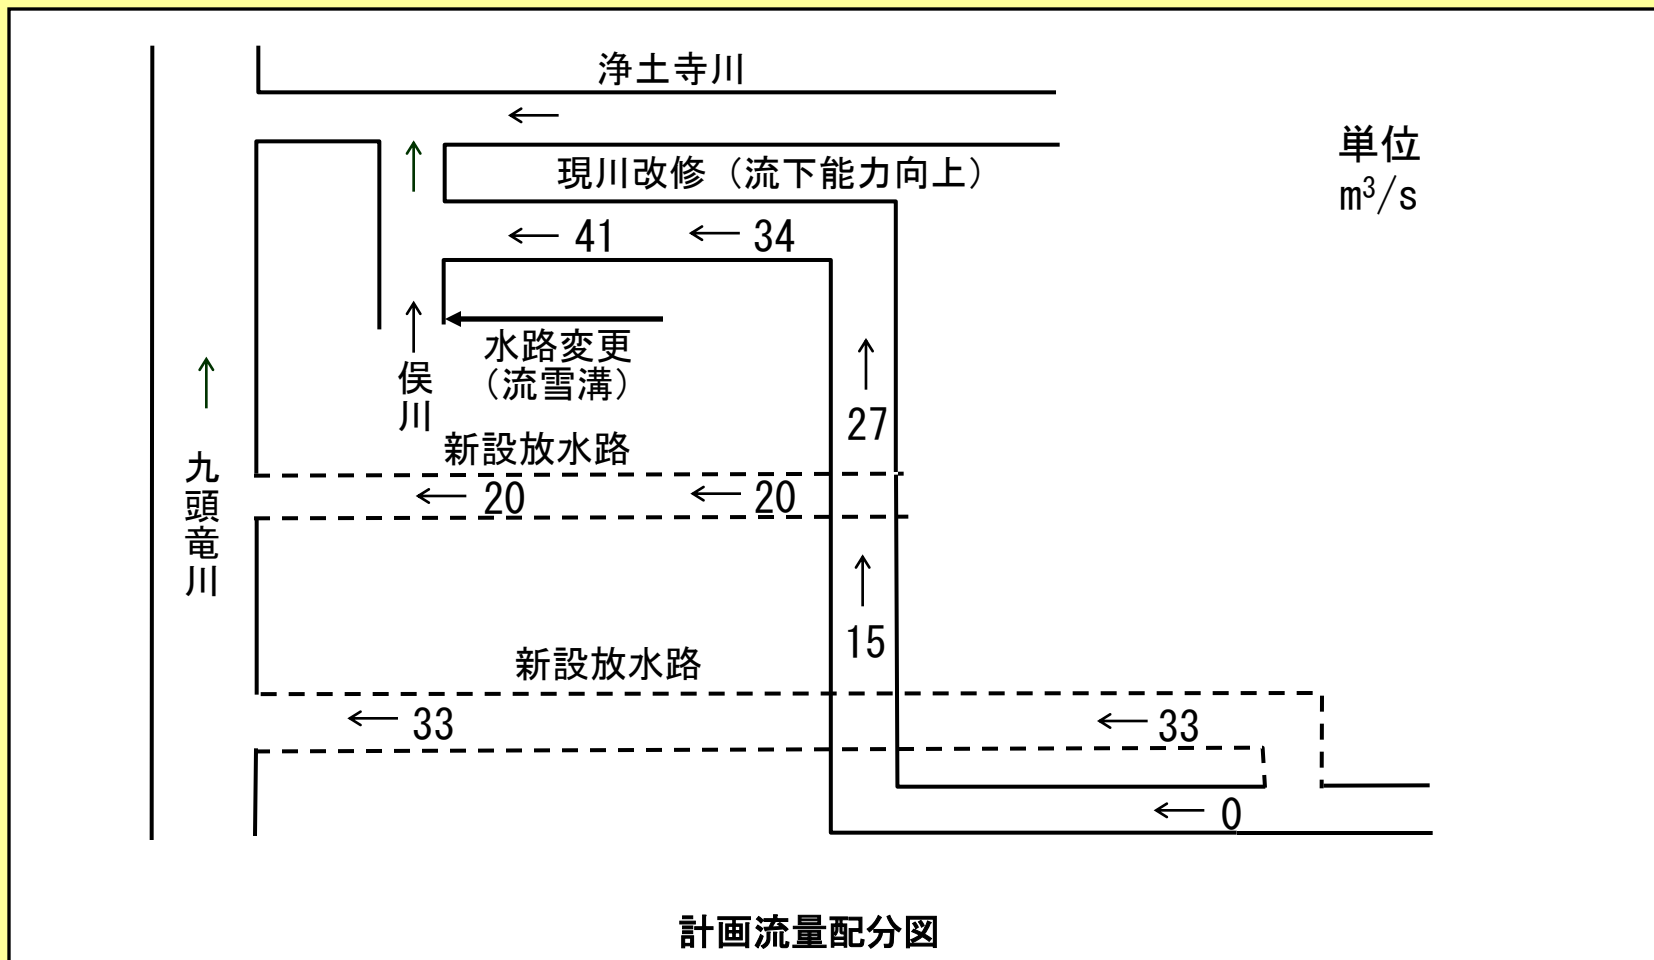 浄土寺川
単位
m³/s
現川改修（流下能力向上）
← 41
← 34
水路変更
（流雪溝）
俣川
27
新設放水路
九頭竜川
← 20
← 20
15
新設放水路
← 33
← 33
← 0
計画流量配分図